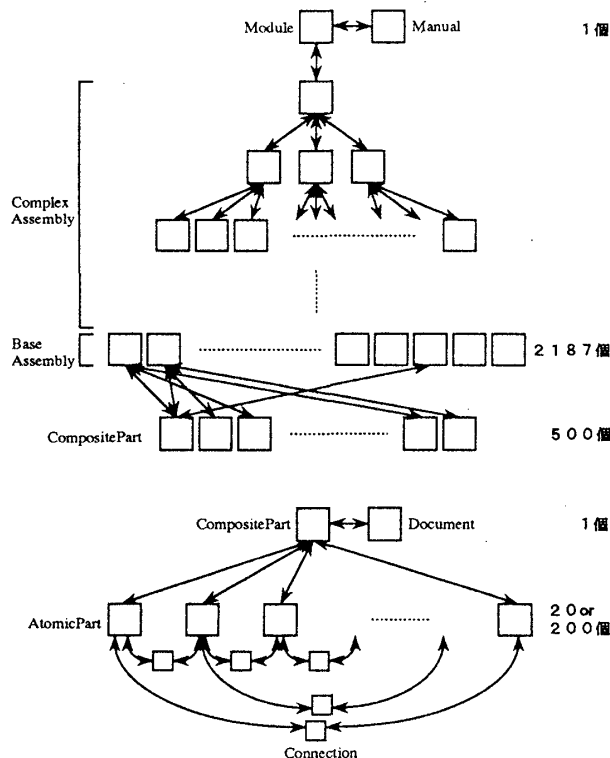 Module
Manual
1個
Complex
Assembly
Base
Assembly
2187個
CompositePart
500個
CompositePart
Document
1個
AtomicPart
20or
200個
Connection